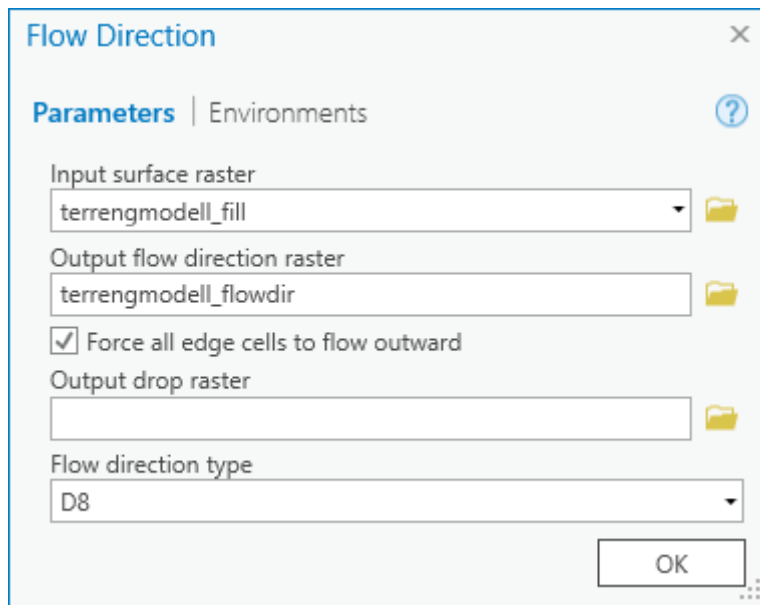 Flow Direction
Parameters | Environments
Input surface raster
terrengmodell_fill
Output flow direction raster
terrengmodell_flowdir
Force all edge cells to flow outward
Output drop raster
Flow direction type
D8
OK